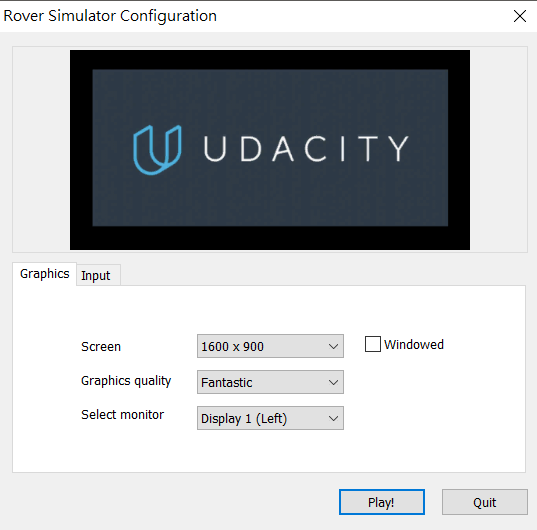 Rover Simulator Configuration
UDACITY
Graphics
Input
Screen
1600 x 900
Windowed
Graphics quality
Fantastic
Select monitor
Display 1 (Left)
Play!
Quit